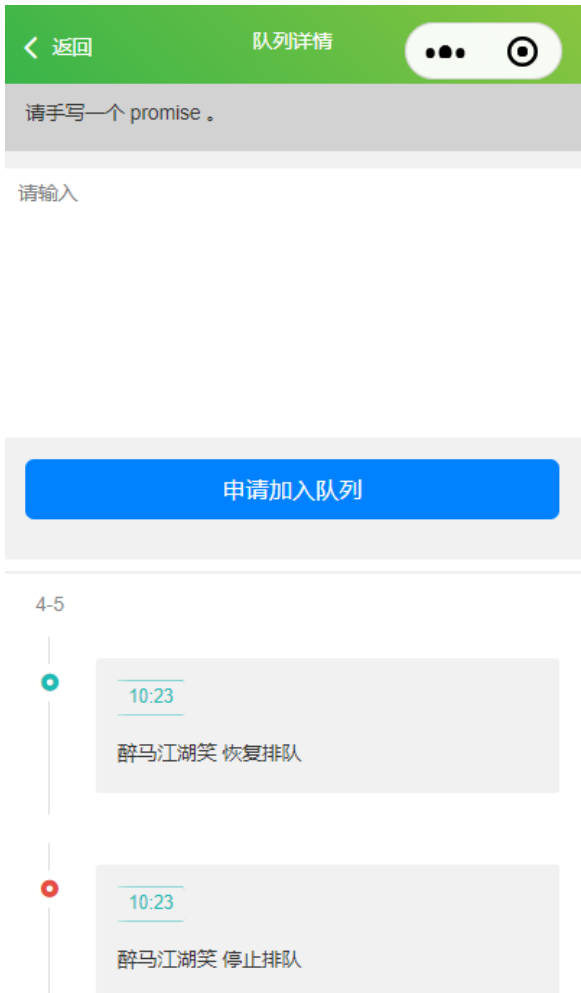 返回
队列详情
请手写一个 promise 。
请输入
申请加入队列
4-5
10:23
醉马江湖笑 恢复排队
10:23
醉马江湖笑 停止排队